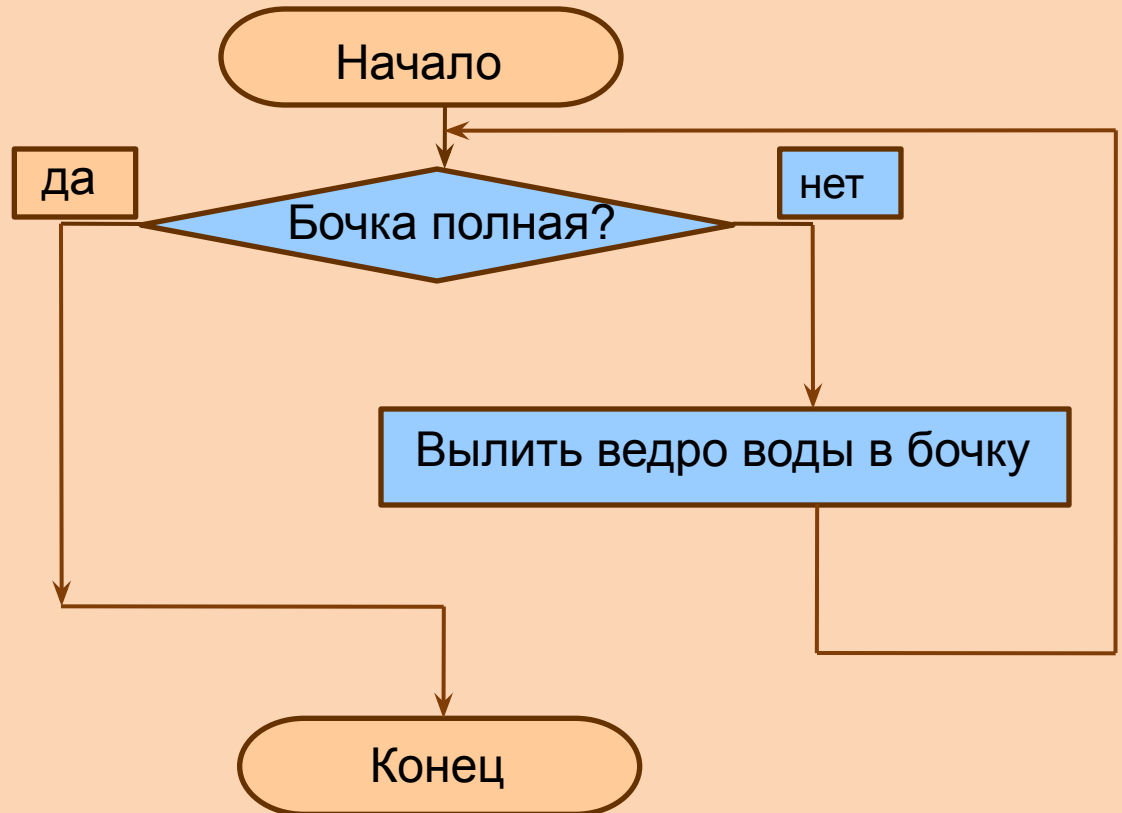 Начало
да
нет
Бочка полная?
Вылить ведро воды в бочку
Конец